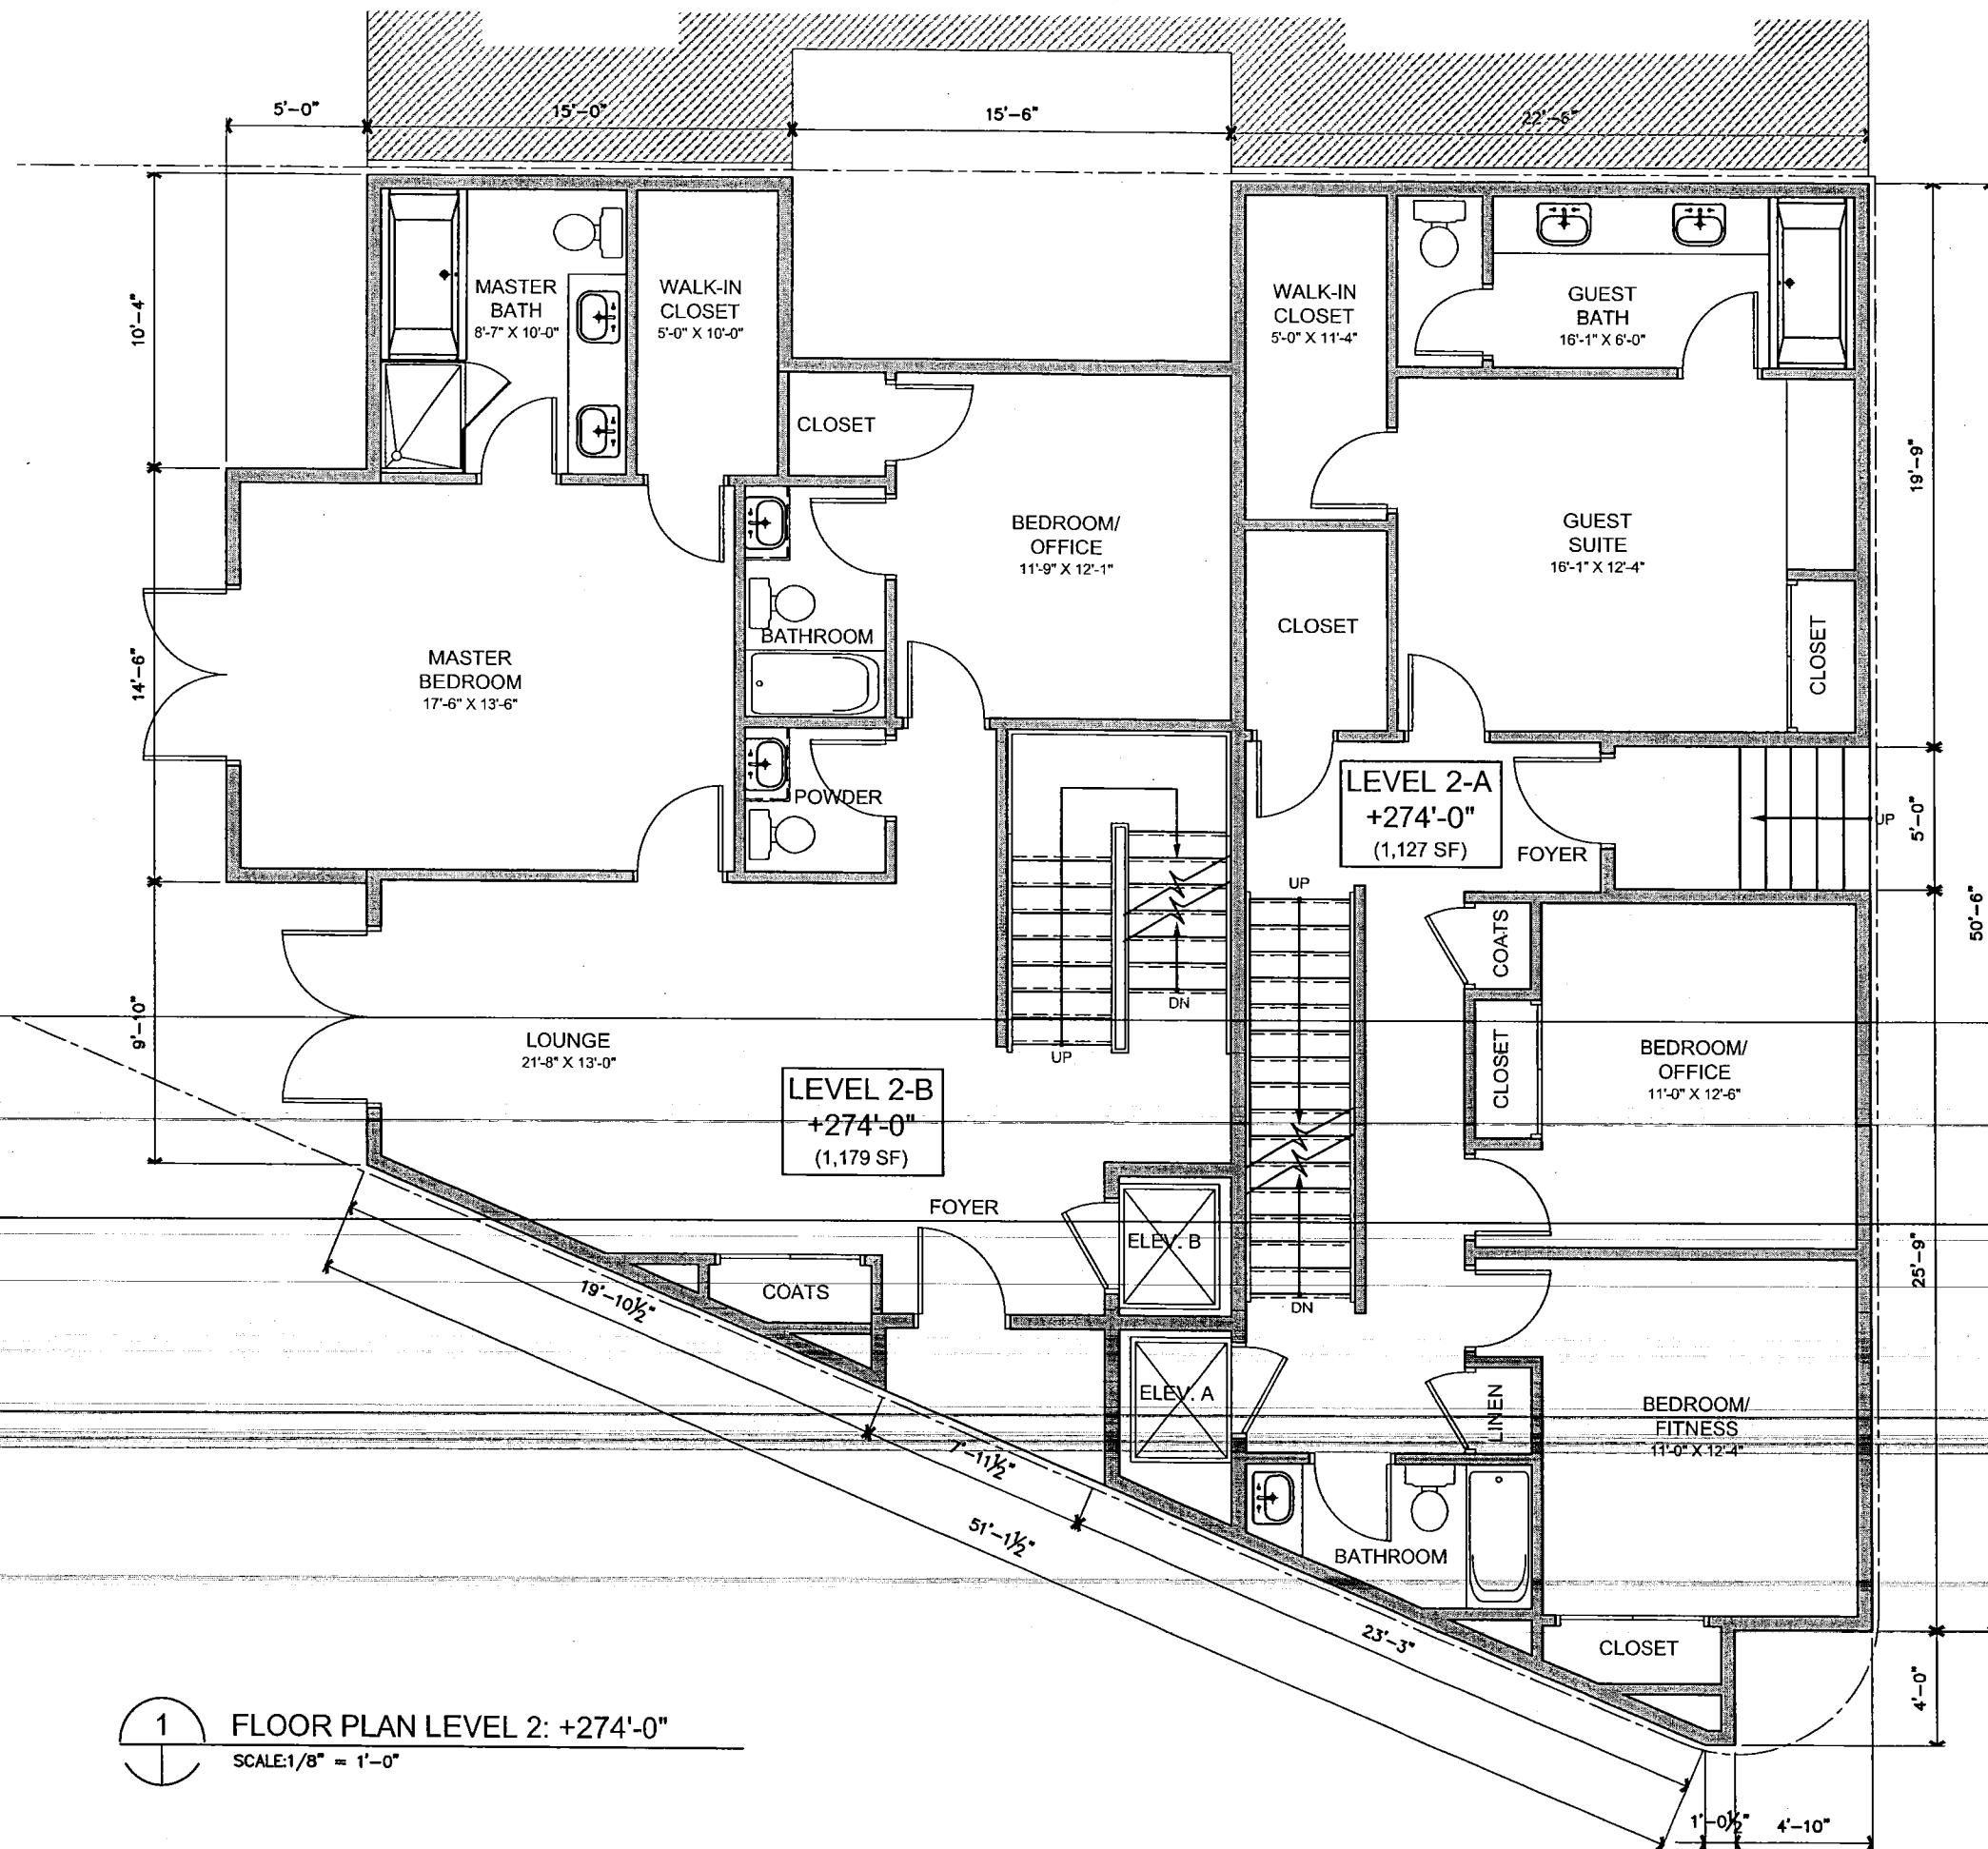 5'-0"
15'-0"
15'-6"
22'-6"
10'-4"
14'-6"
9'-10"
MASTER
BATH
8'-7" X 10'-0"
WALK-IN
CLOSET
5'-0" X 10'-0"
WALK-IN
CLOSET
5'-0" X 11'-4"
GUEST
BATH
16'-1" X 6'-0"
CLOSET
BEDROOM/
OFFICE
11'-9" X 12'-1"
GUEST
SUITE
16'-1" X 12'-4"
19'-9"
BATHROOM
CLOSET
CLOSET
MASTER
BEDROOM
17'-6" X 13'-6"
POWDER
LEVEL 2-A
+274'-0"
(1,127 SF)
FOYER
UP
5'-0"
50'-6"
UP
COATS
DN
UP
LOUNGE
21'-8" X 13'-0"
CLOSET
BEDROOM/
OFFICE
11'-0" X 12'-6"
LEVEL 2-B
+274'-0"
(1,179 SF)
FOYER
ELEV. B
COATS
DN
25'-9"
19'-10½"
ELEV. A
LINEN
BEDROOM/
FITNESS
11'-0" X 12'-4"
7'-11½"
51'-1½"
BATHROOM
23'-3"
CLOSET
4'-0"
1'-0½"
4'-10"
1
FLOOR PLAN LEVEL 2: +274'-0"
SCALE:1/8" = 1'-0"